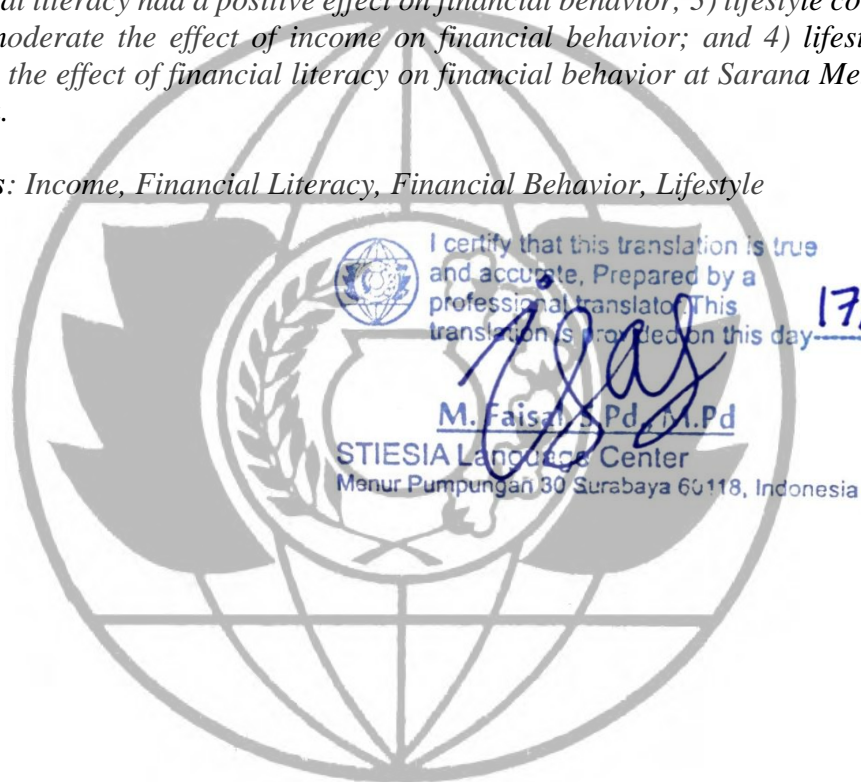 al literacy had a positive effect on financial behavior; 3) lifestyle co
moderate the effect of income on financial behavior; and 4) lifest
the effect of financial literacy on financial behavior at Sarana Me
.
s: Income, Financial Literacy, Financial Behavior, Lifestyle
I certify that this translation is true
and accurate, Prepared by a
professional translator. This
translation is provided on this day 17
M. Faisal S.Pd, M.Pd
STIESIA Language Center
Menur Pumpungan 30 Surabaya 60118, Indonesia